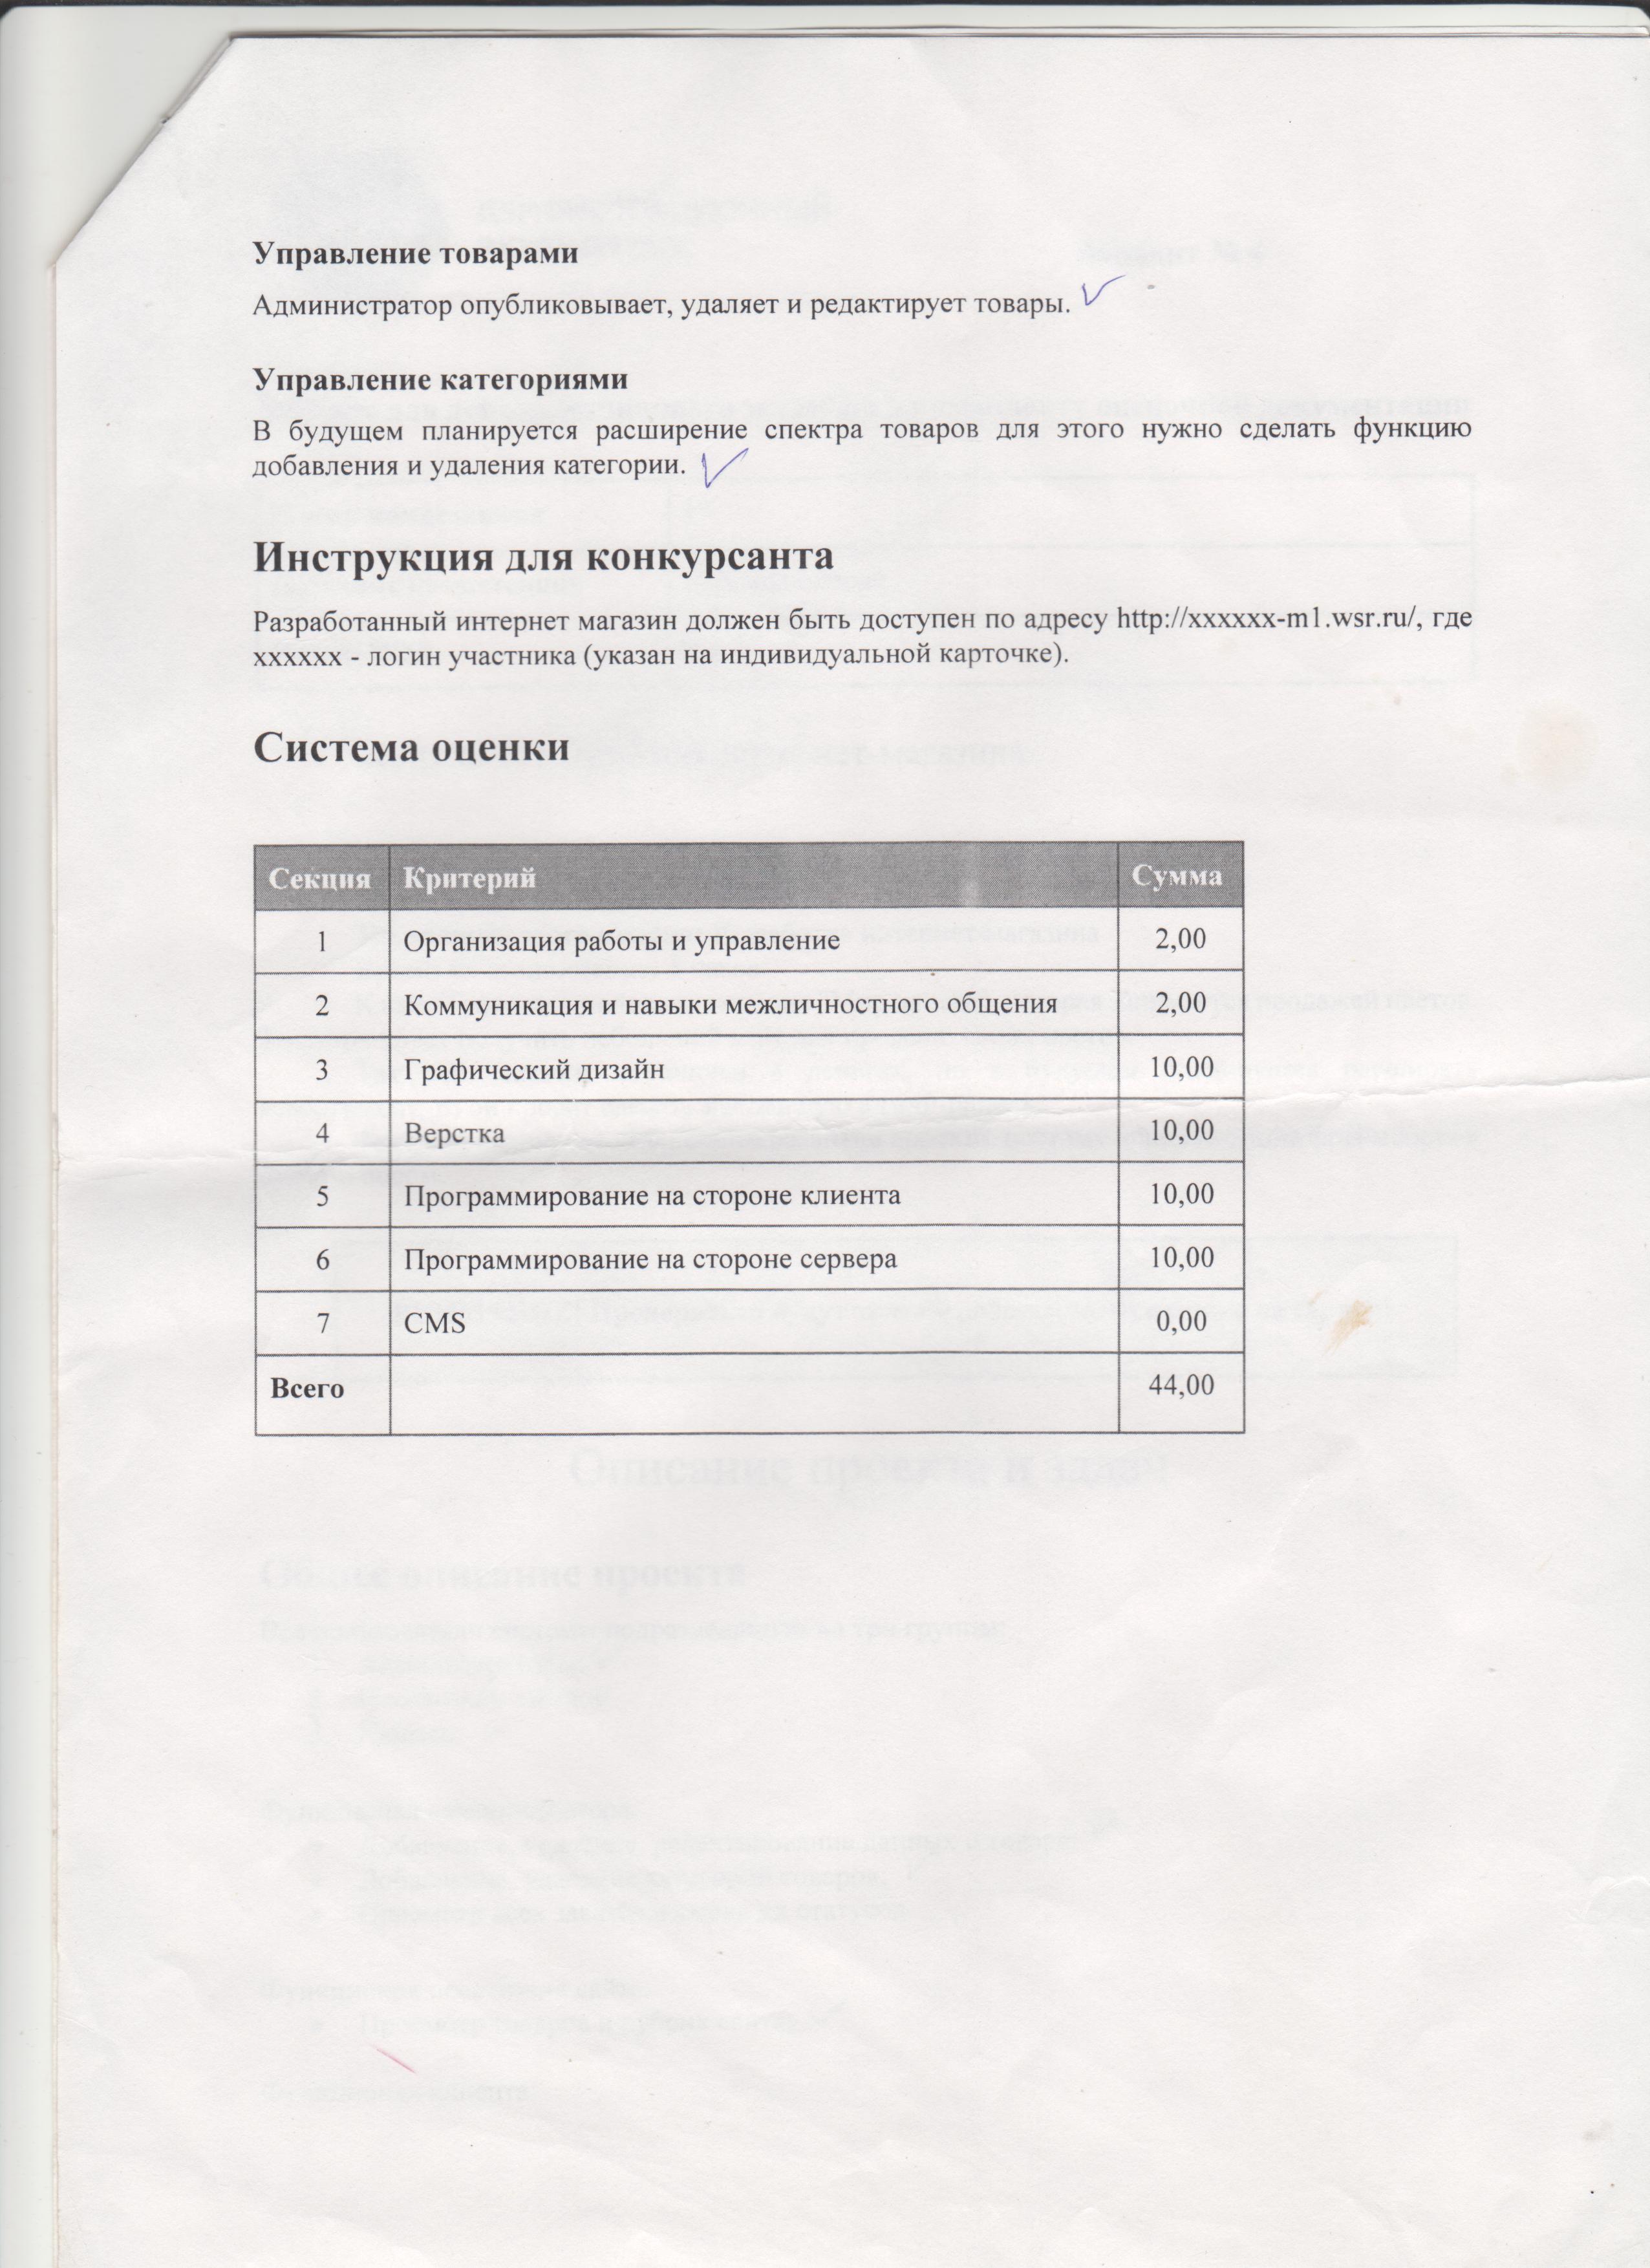 Управление товарами
Администратор опубликовывает, удаляет и редактирует товары.
Управление категориями
В будущем планируется расширение спектра товаров для этого нужно сделать функцию
добавления и удаления категории.
Инструкция для конкурсанта
Разработанный интернет магазин должен быть доступен по адресу http://xxxxxx-m1.wsr.ru/, где
xxxxxx - логин участника (указан на индивидуальной карточке).
Система оценки
Секция Критерий Сумма
1 Организация работы и управление 2,00
2 Коммуникация и навыки межличностного общения 2,00
3 Графический дизайн 10,00
4 Верстка 10,00
5 Программирование на стороне клиента 10,00
6 Программирование на стороне сервера 10,00
7 CMS 0,00
Всего 44,00